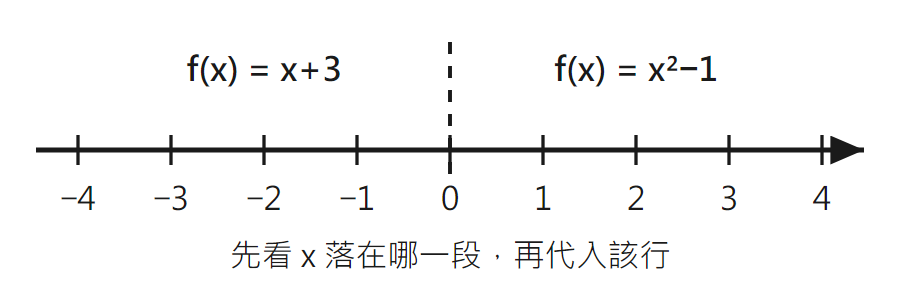 f(x) = x+3
f(x) = x²−1
−4 −3 −2 −1 0 1 2 3 4
先看 x 落在哪一段，再代入該行